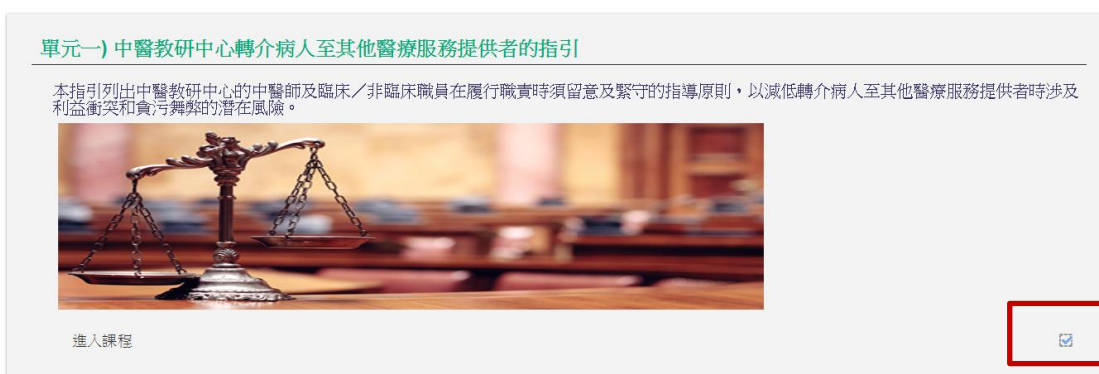 單元一) 中醫教研中心轉介病人至其他醫療服務提供者的指引
本指引列出中醫教研中心的中醫師及臨床／非臨床職員在履行職責時須留意及緊守的指導原則，以減低轉介病人至其他醫療服務提供者時涉及
利益衝突和貪污舞弊的潛在風險。
進入課程